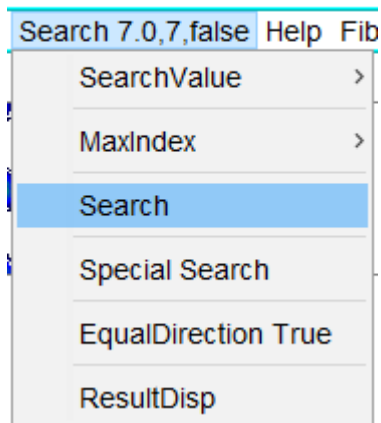 Search 7.0,7,false Help Fib
SearchValue
MaxIndex
Search
Special Search
EqualDirection True
ResultDisp